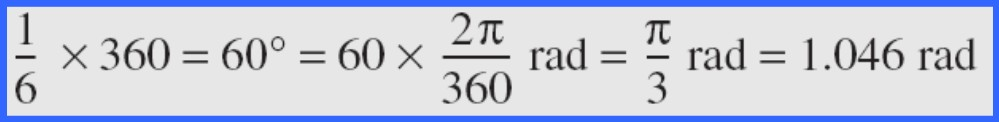 1/6 × 360 = 60° = 60 × 2π/360 rad = π/3 rad = 1.046 rad